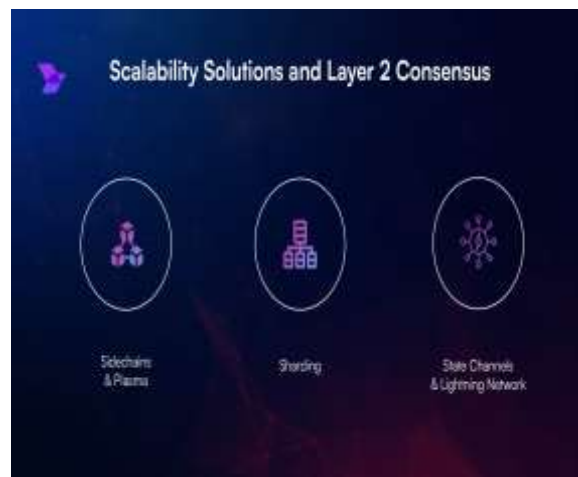 Scalability Solutions and Layer 2 Consensus
Sidechains
& Plasma
Sharding
State Channels
& Lightning Network